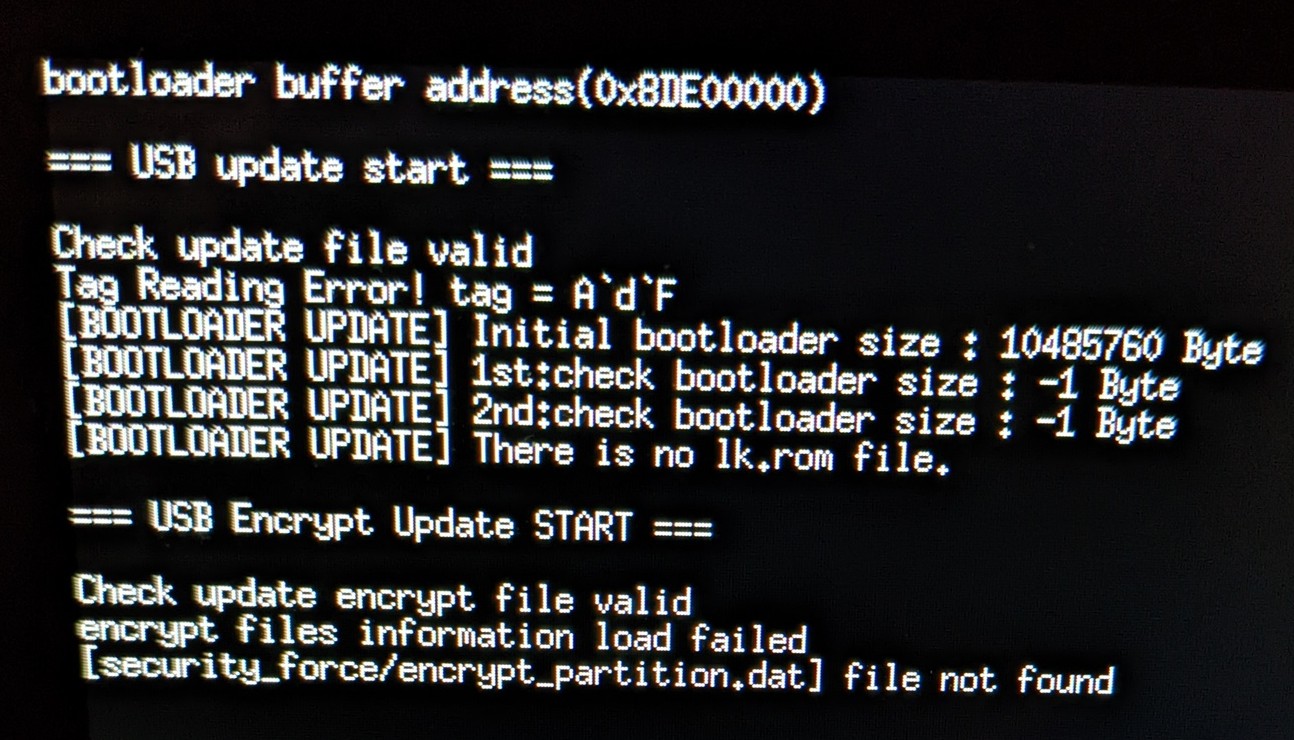 bootloader buffer address(0x8DE00000)
=== USB update start ===
Check update file valid
Tag Reading Error! tag = A`d`F
[BOOTLOADER UPDATE] Initial bootloader size : 10485760 Byte
[BOOTLOADER UPDATE] 1st:check bootloader size : -1 Byte
[BOOTLOADER UPDATE] 2nd:check bootloader size : -1 Byte
[BOOTLOADER UPDATE] There is no lk.rom file.
=== USB Encrypt Update START ===
Check update encrypt file valid
encrypt files information load failed
[security_force/encrypt_partition.dat] file not found